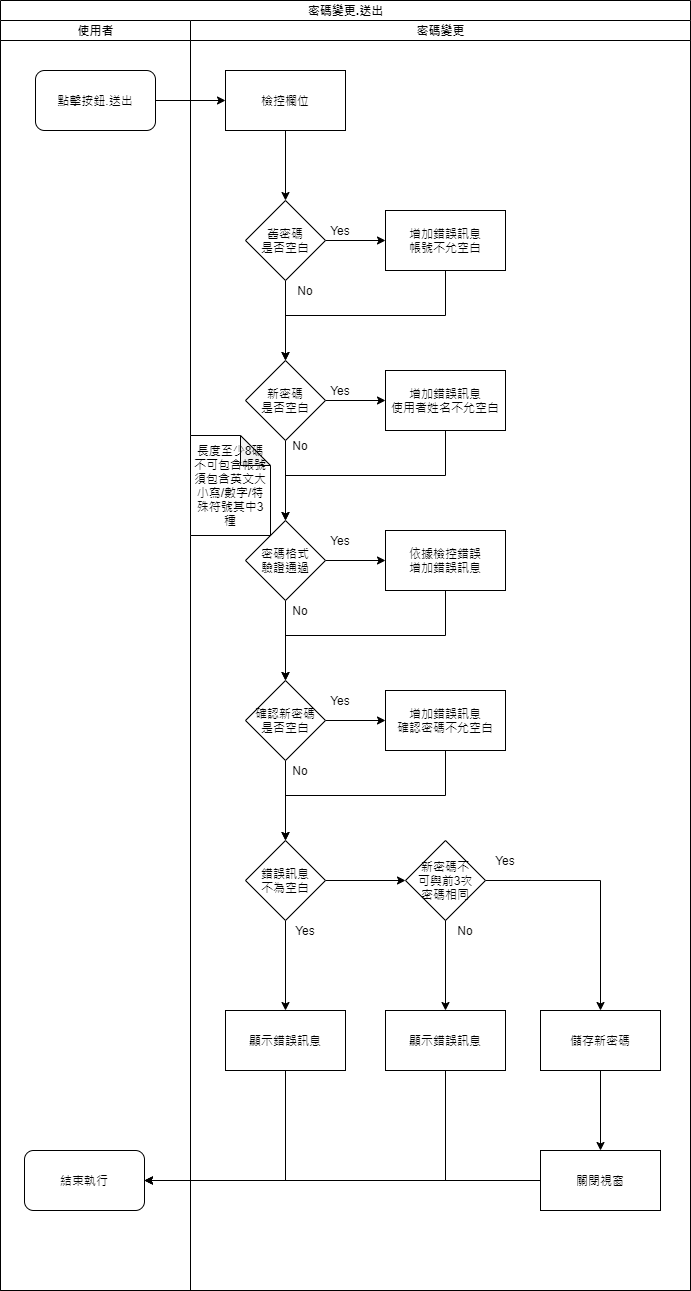 密碼變更.送出
使用者
密碼變更
點擊按鈕.送出
檢控欄位
舊密碼
是否空白
Yes
增加錯誤訊息
帳號不允空白
No
新密碼
是否空白
Yes
增加錯誤訊息
使用者姓名不允空白
No
長度至少8碼
不可包含帳號
須包含英文大
小寫/數字/特
殊符號其中3
種
密碼格式
驗證通過
Yes
依據檢控錯誤
增加錯誤訊息
No
確認新密碼
是否空白
Yes
增加錯誤訊息
確認密碼不允空白
No
錯誤訊息
不為空白
新密碼不
可與前3次
密碼相同
Yes
Yes
No
顯示錯誤訊息
顯示錯誤訊息
儲存新密碼
結束執行
關閉視窗